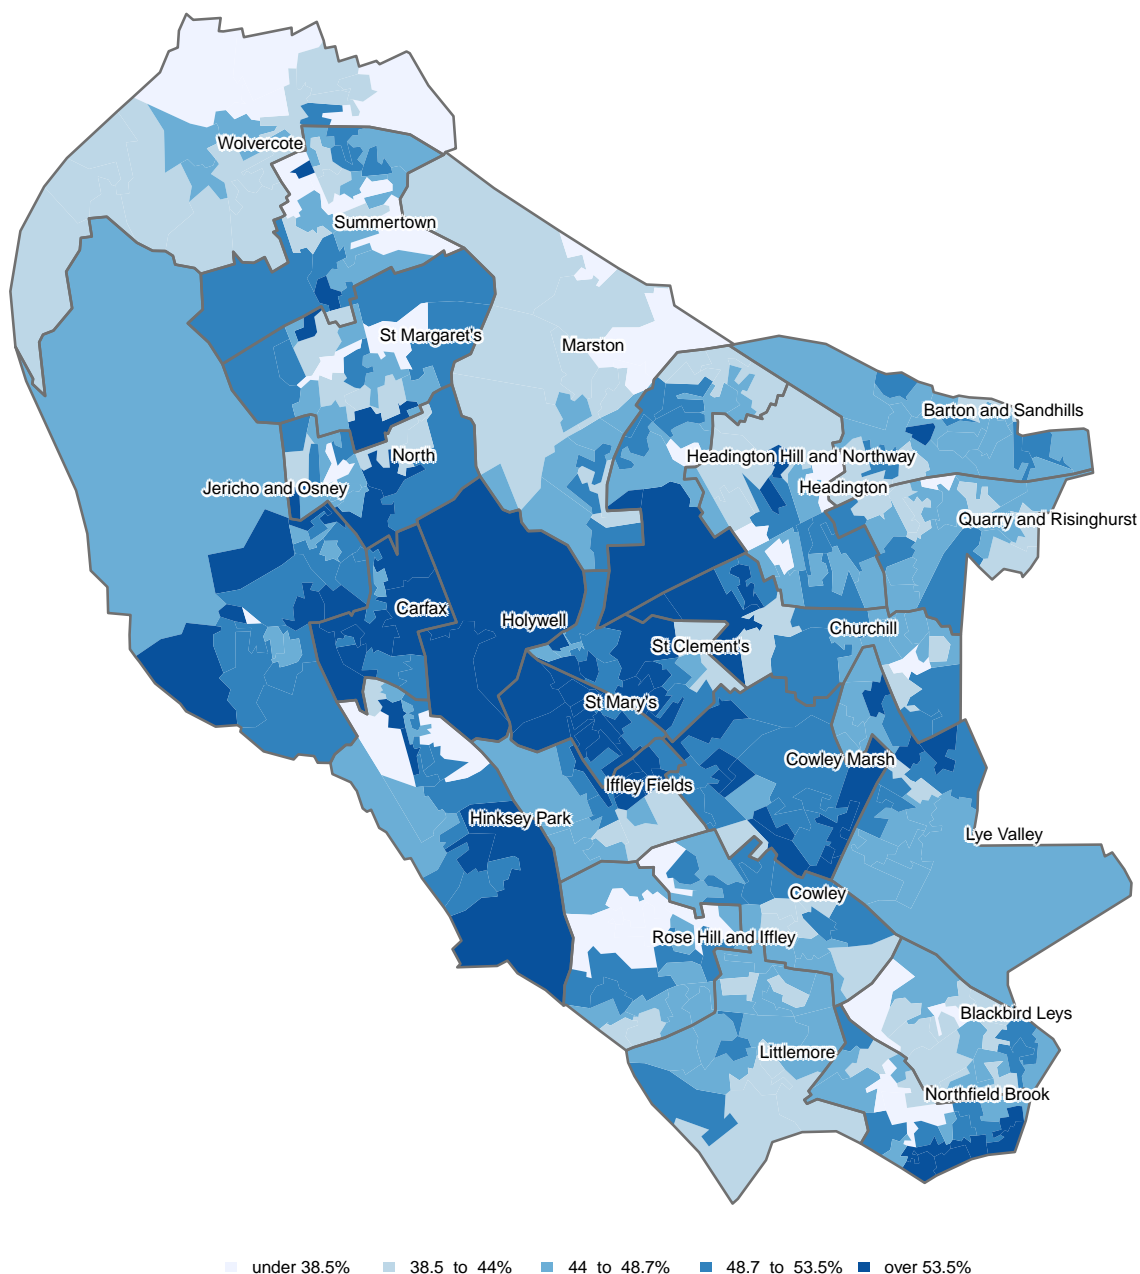 Wolvercote
Summertown
St Margaret's
Marston
Barton and Sandhills
North
Headington Hill and Northway
Jericho and Osney
Headington
Quarry and Risinghurst
Carfax
Holywell
Churchill
St Clement's
St Mary's
Cowley Marsh
Iffley Fields
Hinksey Park
Lye Valley
Cowley
Rose Hill and Iffley
Blackbird Leys
Littlemore
Northfield Brook
under 38.5% 38.5 to 44% 44 to 48.7% 48.7 to 53.5% over 53.5%